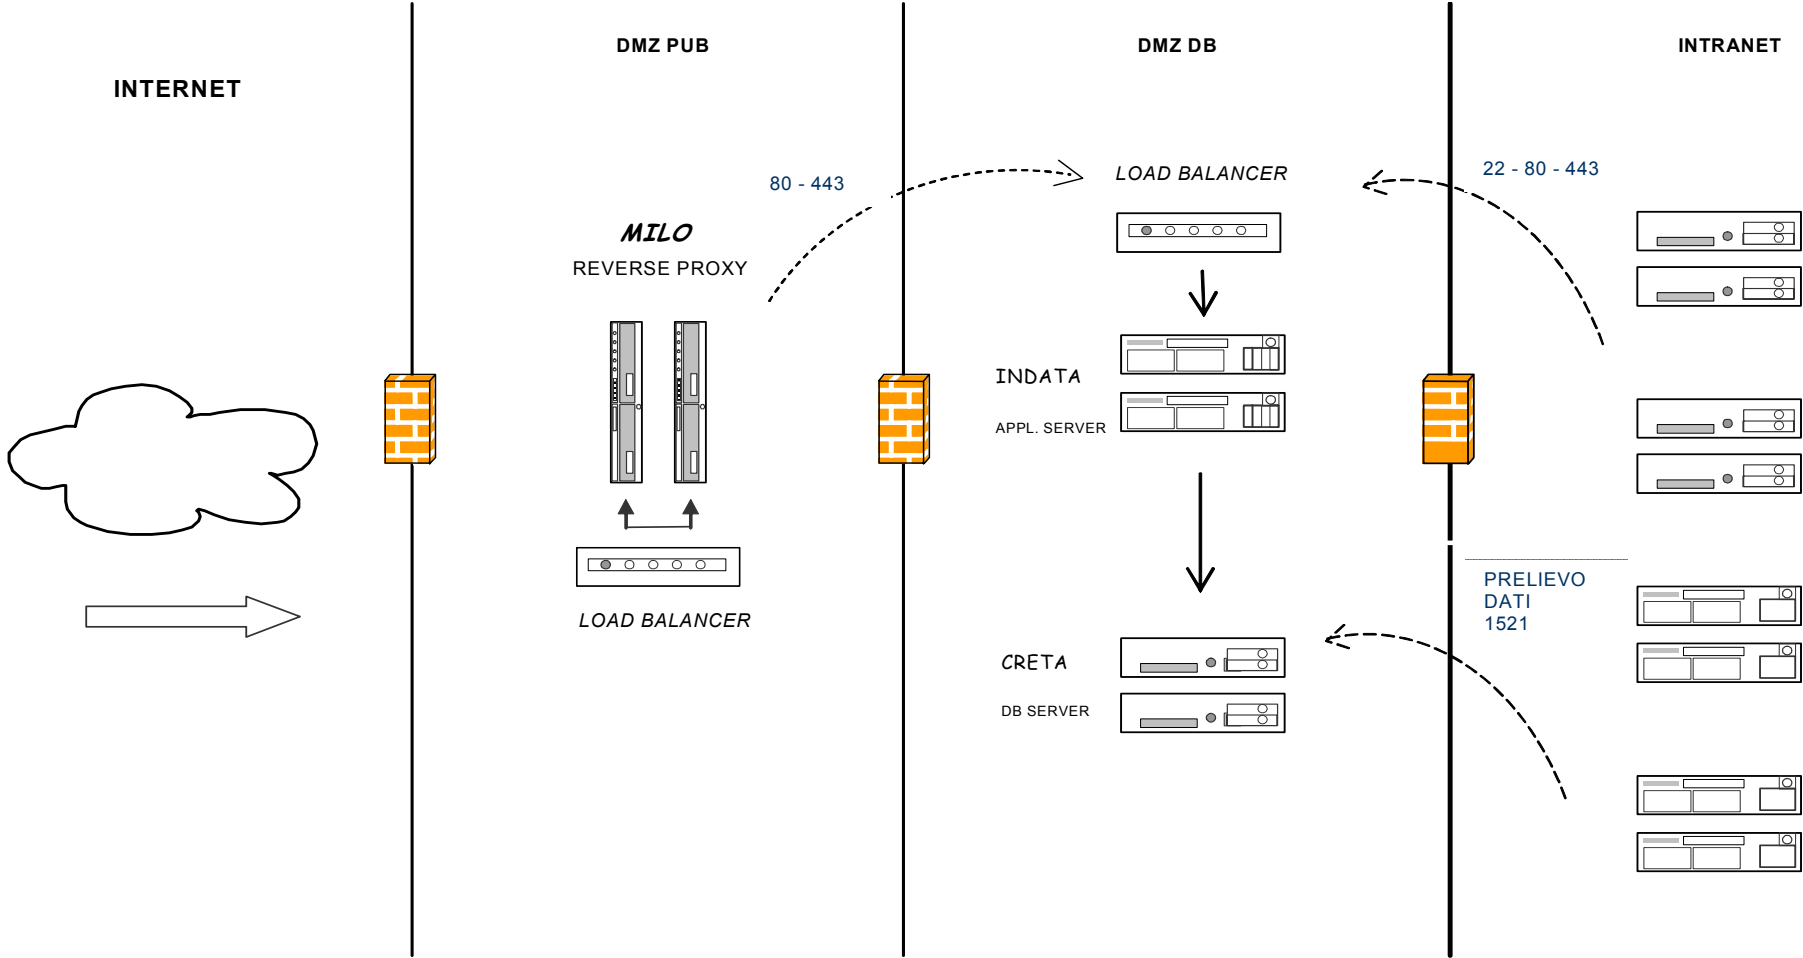 INTERNET
DMZ PUB
DMZ DB
INTRANET
80 - 443
LOAD BALANCER
22 - 80 - 443
MILO
REVERSE PROXY
INDATA
APPL. SERVER
LOAD BALANCER
PRELIEVO
DATI
1521
CRETA
DB SERVER